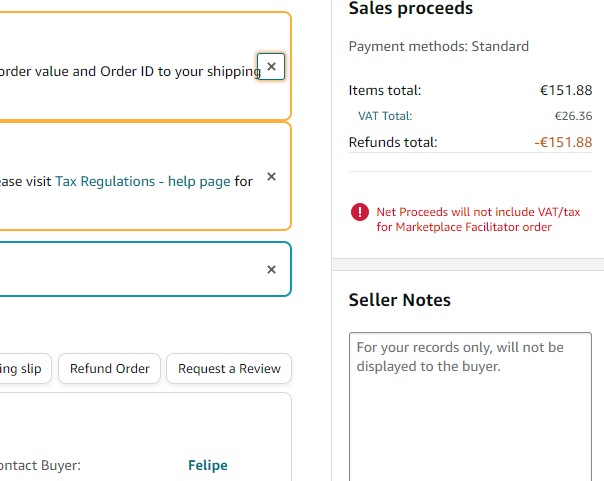 order value and Order ID to your shipping
ease visit Tax Regulations - help page for
ing slip
Refund Order
Request a Review
ontact Buyer:
Felipe
Sales proceeds
Payment methods: Standard
Items total: €151.88
VAT Total: €26.36
Refunds total: -€151.88
Net Proceeds will not include VAT/tax
for Marketplace Facilitator order
Seller Notes
For your records only, will not be
displayed to the buyer.